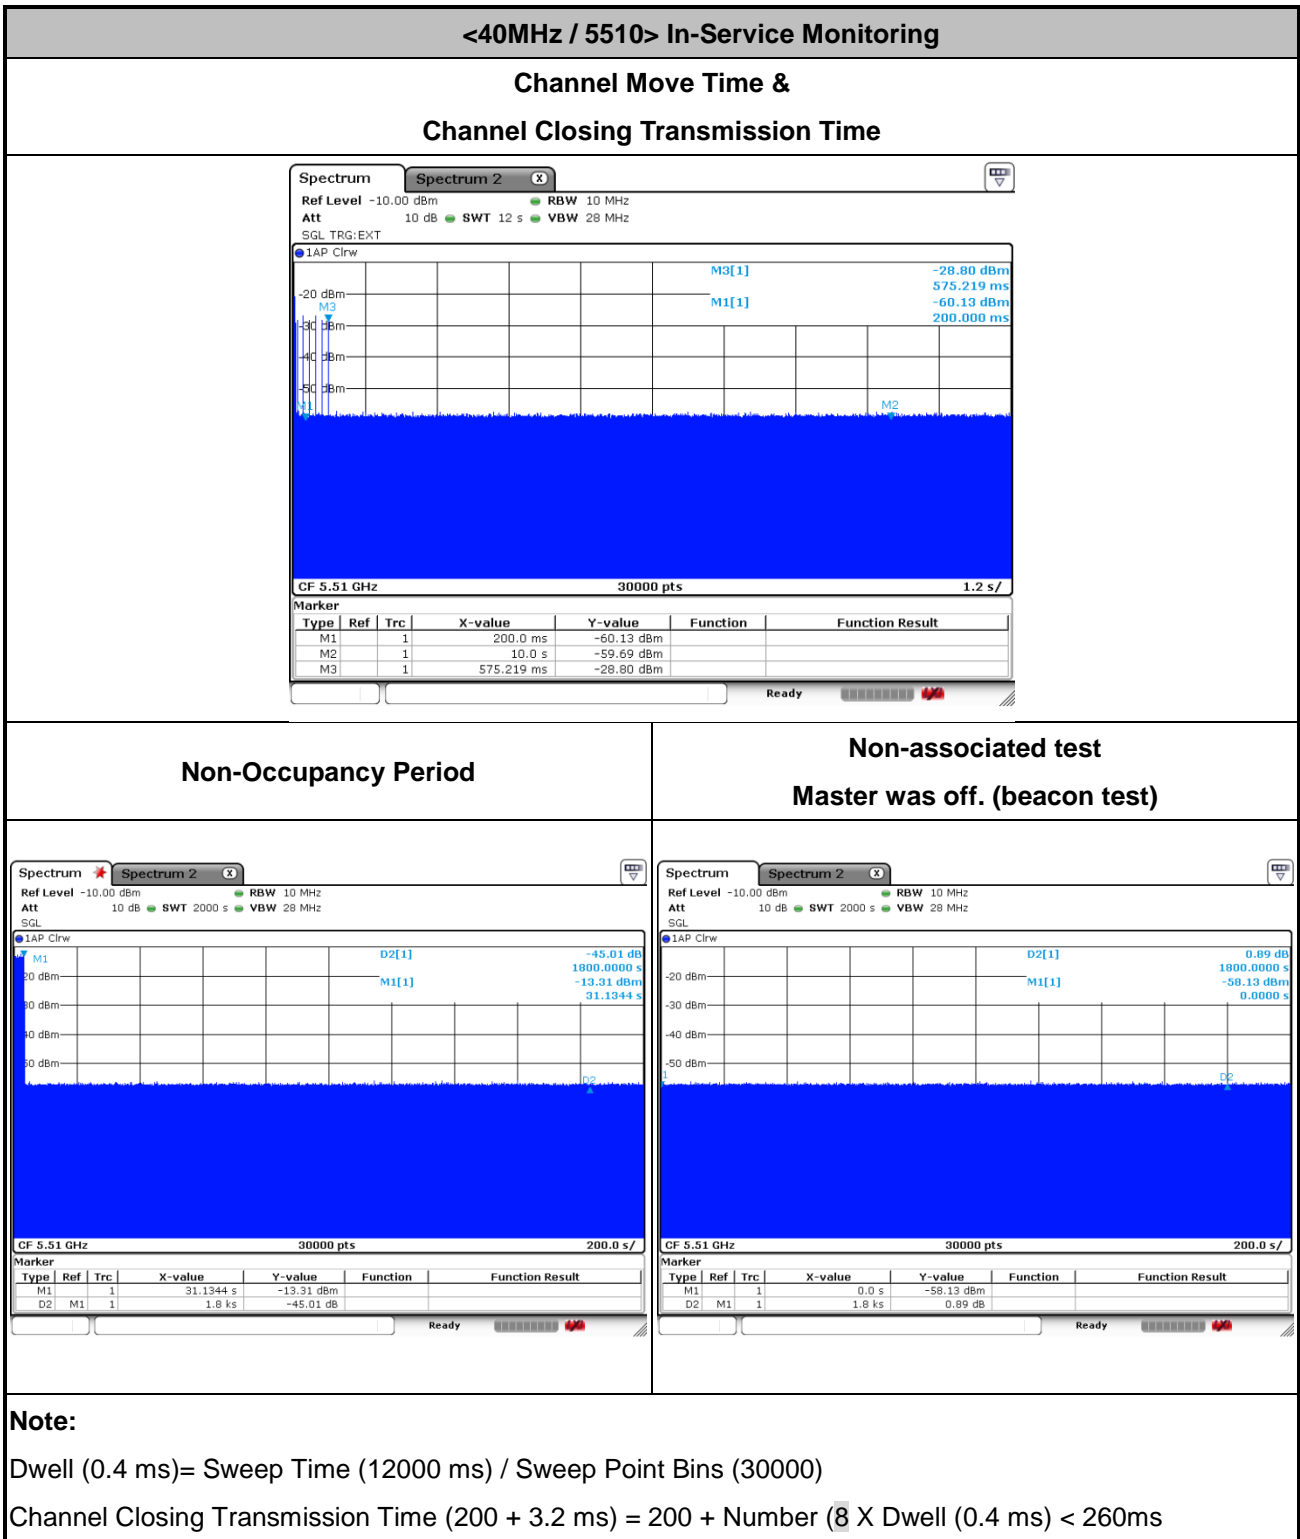 <40MHz / 5510> In-Service Monitoring
Channel Move Time &
Channel Closing Transmission Time
Spectrum Spectrum 2 X
Ref Level -10.00 dBm RBW 10 MHz
Att 10 dB SWT 12 s VBW 28 MHz
SGL TRG:EXT
1AP Clrw
M3[1] -28.80 dBm
575.219 ms
-20 dBm
M1[1] -60.13 dBm
M3
200.000 ms
-30 dBm
-40 dBm
-50 dBm
M1 M2
CF 5.51 GHz 30000 pts 1.2 s/
Marker
Type Ref Trc X-value Y-value Function Function Result
M1 1 200.0 ms -60.13 dBm
M2 1 10.0 s -59.69 dBm
M3 1 575.219 ms -28.80 dBm
Ready
Non-Occupancy Period
Non-associated test
Master was off. (beacon test)
Spectrum Spectrum 2 X
Ref Level -10.00 dBm RBW 10 MHz
Att 10 dB SWT 2000 s VBW 28 MHz
SGL
1AP Clrw
M1 D2[1] -45.01 dB
1800.0000 s
20 dBm M1[1] -13.31 dBm
31.1344 s
30 dBm
40 dBm
50 dBm
D2
CF 5.51 GHz 30000 pts 200.0 s/
Marker
Type Ref Trc X-value Y-value Function Function Result
M1 1 31.1344 s -13.31 dBm
D2 M1 1 1.8 ks -45.01 dB
Ready
Spectrum Spectrum 2 X
Ref Level -10.00 dBm RBW 10 MHz
Att 10 dB SWT 2000 s VBW 28 MHz
SGL
1AP Clrw
D2[1] 0.89 dB
1800.0000 s
-20 dBm M1[1] -58.13 dBm
0.0000 s
-30 dBm
-40 dBm
-50 dBm
1 D2
CF 5.51 GHz 30000 pts 200.0 s/
Marker
Type Ref Trc X-value Y-value Function Function Result
M1 1 0.0 s -58.13 dBm
D2 M1 1 1.8 ks 0.89 dB
Ready
Note:
Dwell (0.4 ms)= Sweep Time (12000 ms) / Sweep Point Bins (30000)
Channel Closing Transmission Time (200 + 3.2 ms) = 200 + Number (8 X Dwell (0.4 ms) < 260ms